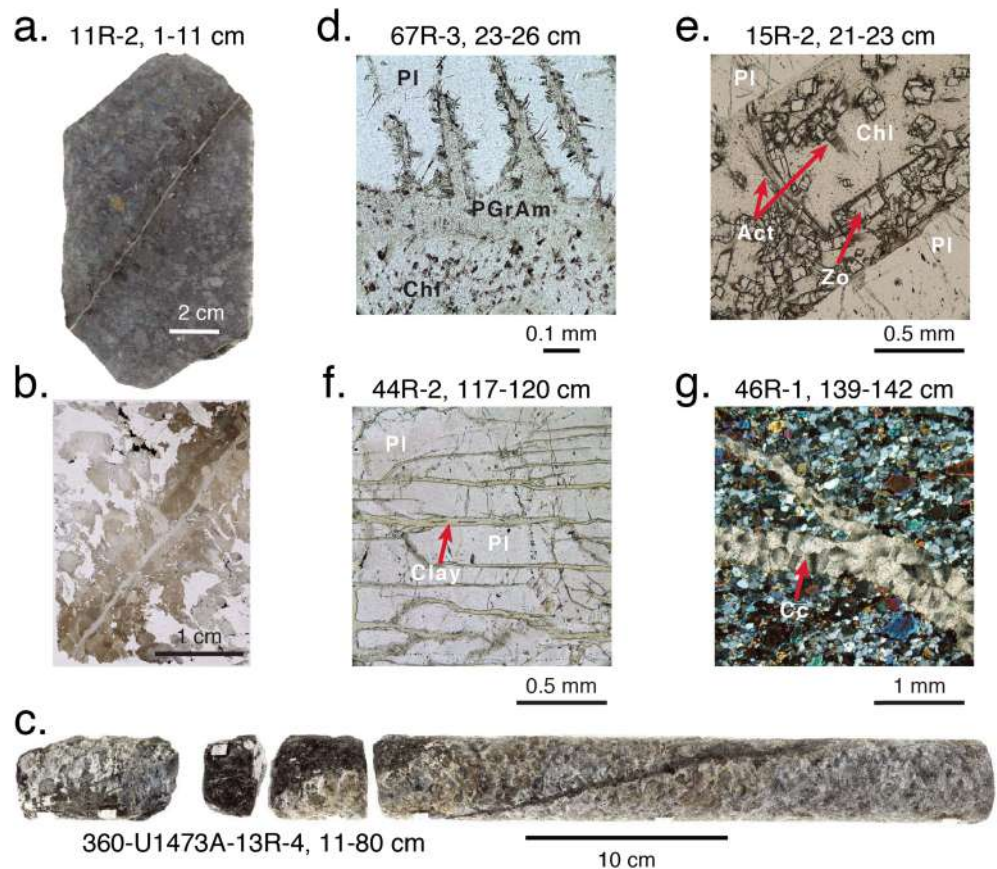 a.
11R-2, 1-11 cm
2 cm
b.
1 cm
c.
360-U1473A-13R-4, 11-80 cm
10 cm
d.
67R-3, 23-26 cm
Pl
PGrAm
Chl
0.1 mm
e.
15R-2, 21-23 cm
Pl
Chl
Act
Zo
Pl
0.5 mm
f.
44R-2, 117-120 cm
Pl
Pl
Clay
0.5 mm
g.
46R-1, 139-142 cm
Cc
1 mm